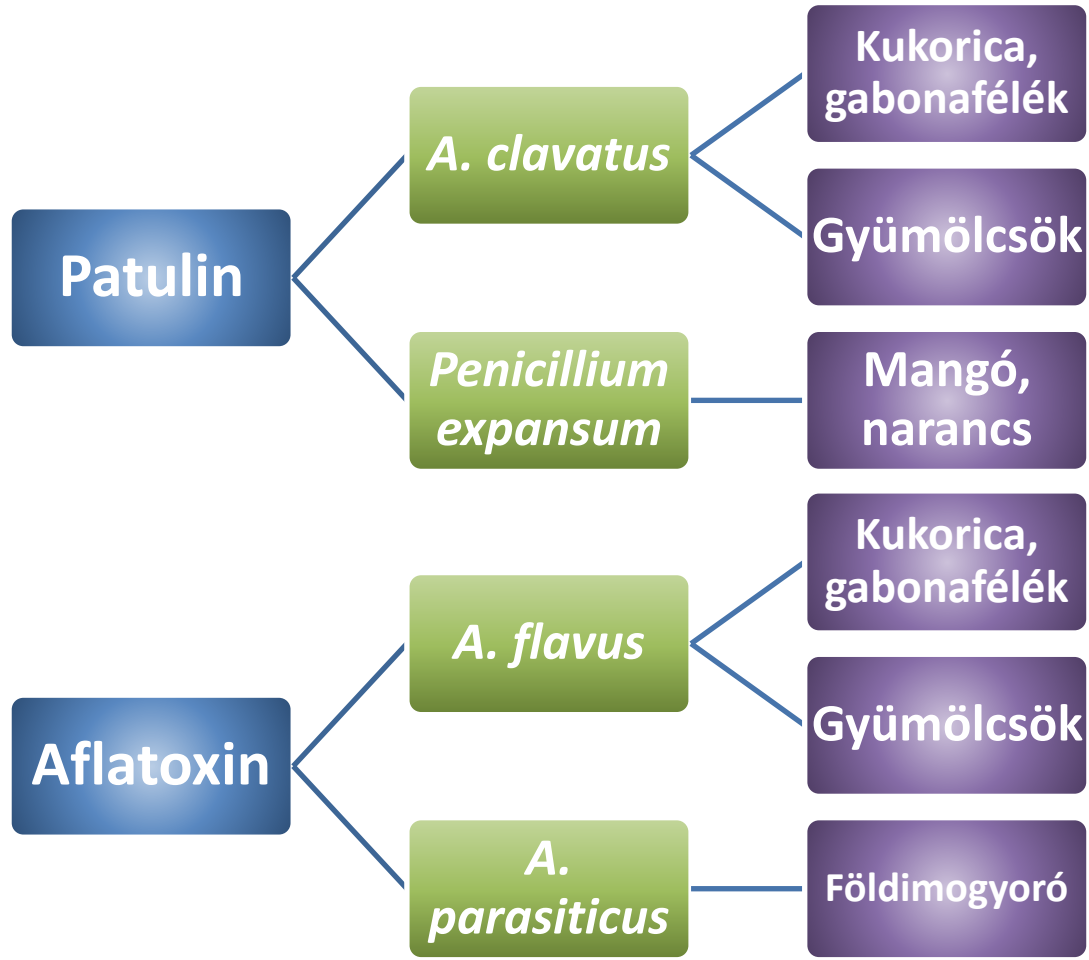 Patulin
A. clavatus
Kukorica,
gabonafélék
Gyümölcsök
Penicillium
expansum
Mangó,
narancs
Aflatoxin
A. flavus
Kukorica,
gabonafélék
Gyümölcsök
A.
parasiticus
Földimogyoró